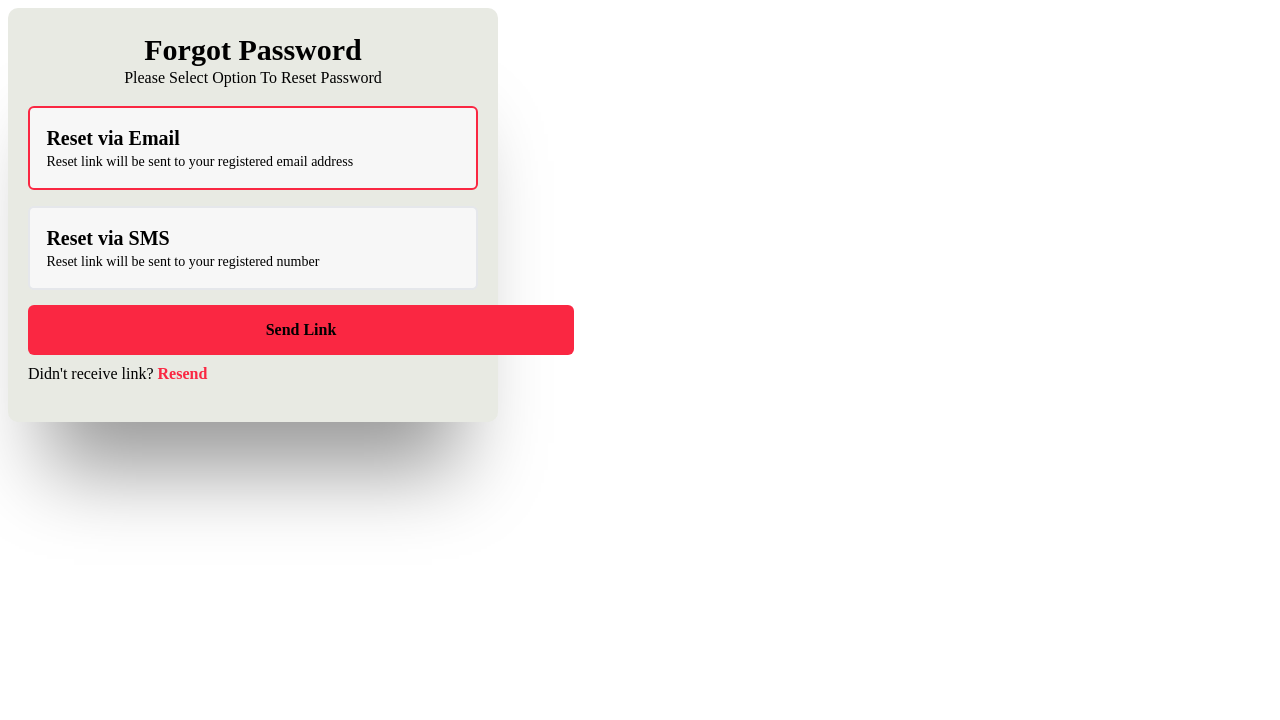 Forgot Password
Please Select Option To Reset Password
Reset via Email
Reset link will be sent to your registered email address
Reset via SMS
Reset link will be sent to your registered number
Send Link
Didn't receive link? Resend